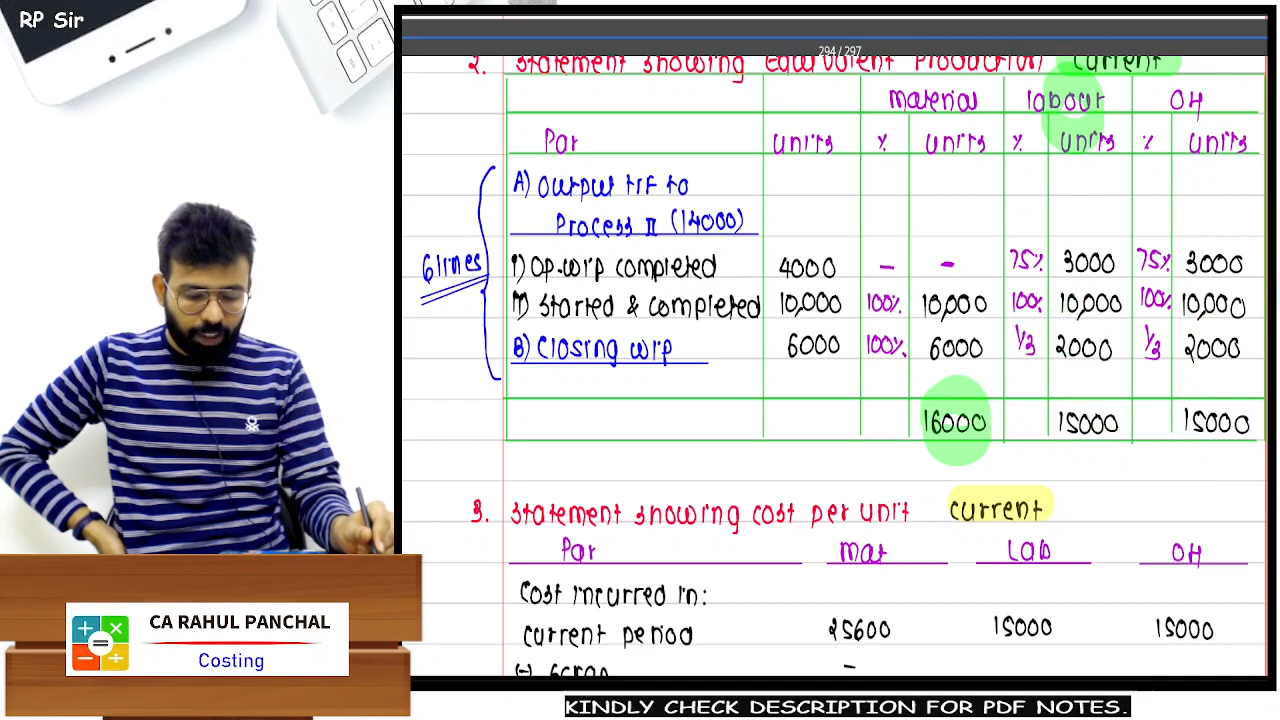 RP Sir
294/297
2. Statement showing Equivalent Production current
Material labour OH
Par units % units % units % units
A) Output trf to
Process II (14000)
i) OP. WIP completed 4000 - - 75% 3000 75% 3000
ii) Started & completed 10,000 100% 10,000 100% 10,000 100% 10,000
B) Closing WIP 6000 100% 6000 1/3 2000 1/3 2000
6 lines
16000 15000 15000
3. Statement showing cost per unit current
Par Mat Lab OH
Cost incurred in:
current period 25600 15000 15000
(-) Scrap -
CA RAHUL PANCHAL
Costing
KINDLY CHECK DESCRIPTION FOR PDF NOTES.